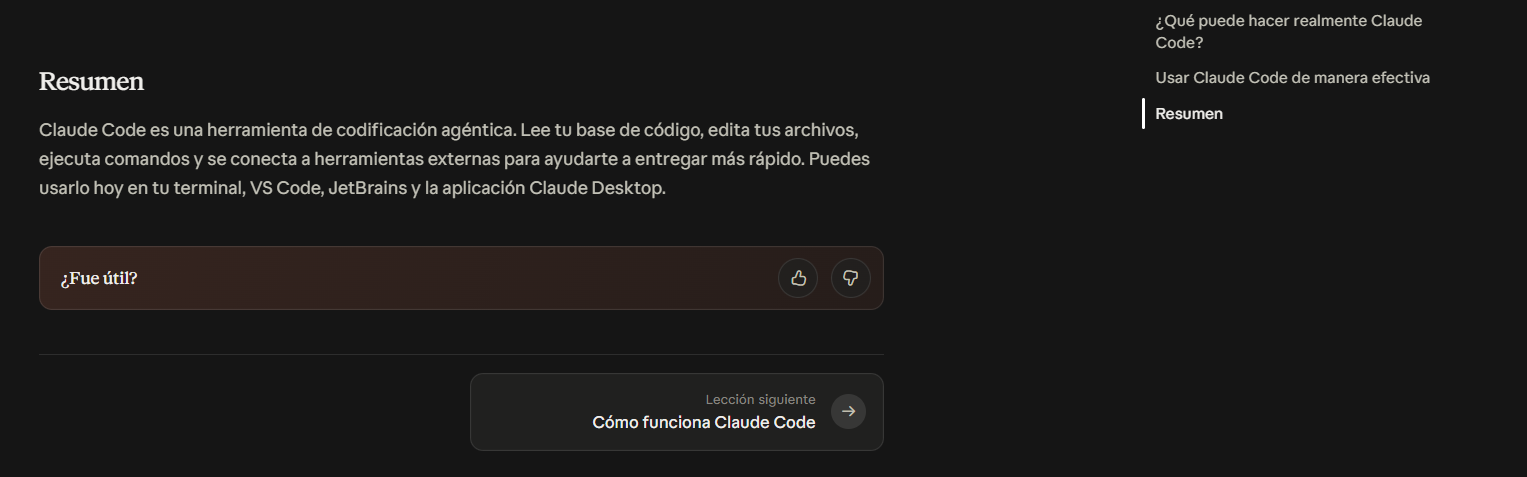 Resumen
Claude Code es una herramienta de codificación agéntica. Lee tu base de código, edita tus archivos,
ejecuta comandos y se conecta a herramientas externas para ayudarte a entregar más rápido. Puedes
usarlo hoy en tu terminal, VS Code, JetBrains y la aplicación Claude Desktop.
¿Fue útil?
Lección siguiente
Cómo funciona Claude Code
¿Qué puede hacer realmente Claude
Code?
Usar Claude Code de manera efectiva
Resumen